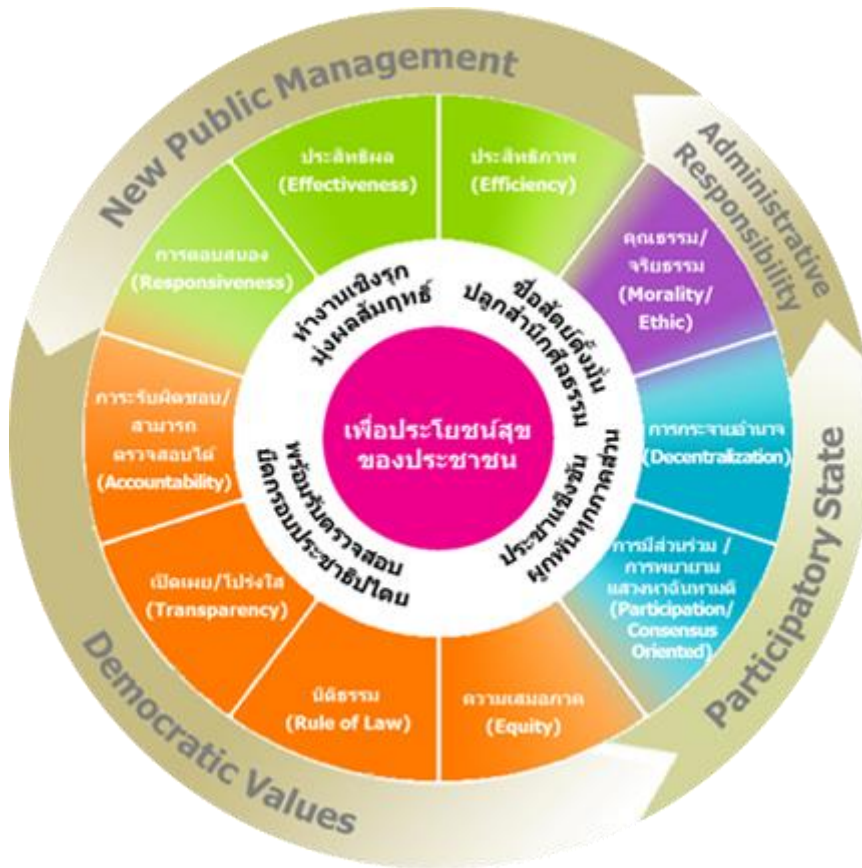 New Public Management
Administrative
Responsibility
Participatory State
Democratic Values
ประสิทธิภาพ
(Efficiency)
คุณธรรม/
จริยธรรม
(Morality/
Ethic)
การกระจายอำนาจ
(Decentralization)
การมีส่วนร่วม /
การพยายาม
แสวงหาฉันทามติ
(Participation/
Consensus
Oriented)
ความเสมอภาค
(Equity)
นิติธรรม
(Rule of Law)
เปิดเผย/โปร่งใส
(Transparency)
ภาระรับผิดชอบ/
สามารถ
ตรวจสอบได้
(Accountability)
การตอบสนอง
(Responsiveness)
ประสิทธิผล
(Effectiveness)
ทำงานเชิงรุก
มุ่งผลสัมฤทธิ์
ซื่อสัตย์ตั้งมั่น
ปลูกสำนึกศีลธรรม
ประชาแข็งขัน
ผูกพันทุกภาคส่วน
พร้อมรับตรวจสอบ
ยึดกรอบประชาธิปไตย
เพื่อประโยชน์สุข
ของประชาชน